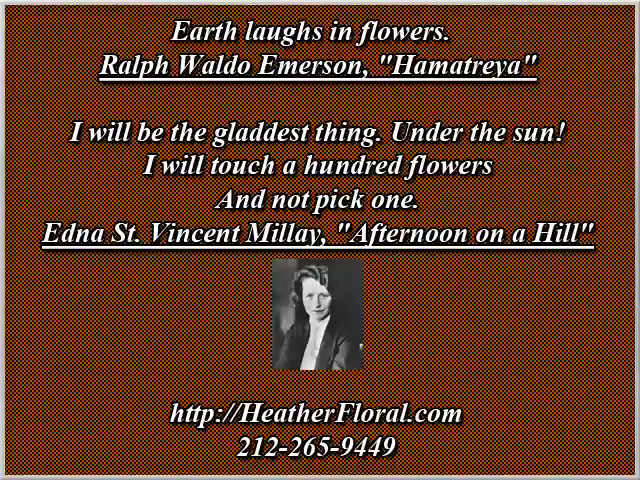 Earth laughs in flowers.
Ralph Waldo Emerson, "Hamatreya"
I will be the gladdest thing. Under the sun!
I will touch a hundred flowers
And not pick one.
Edna St. Vincent Millay, "Afternoon on a Hill"
http://HeatherFloral.com
212-265-9449